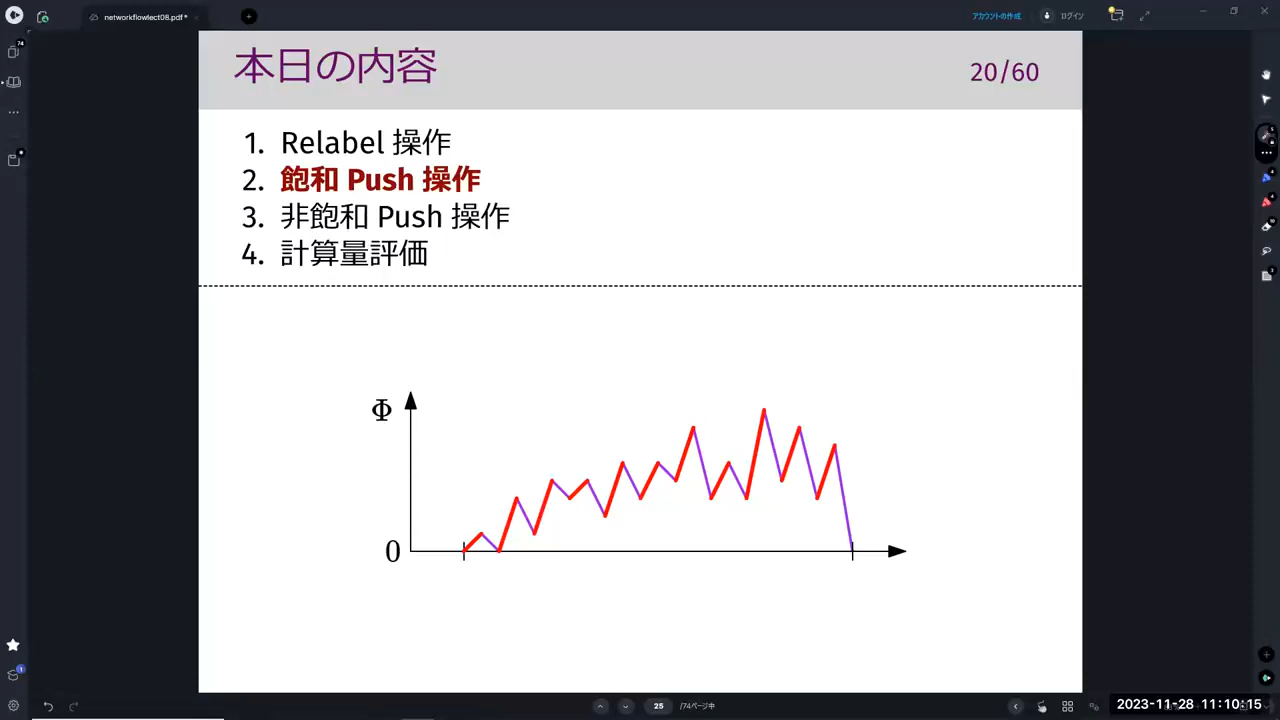 networkflowlect08.pdf *
アカウントの作成
ログイン
本日の内容
20/60
1. Relabel 操作
2. 飽和 Push 操作
3. 非飽和 Push 操作
4. 計算量評価
Φ
0
74
1
25
/74ページ中
2023-11-28 11:10:15